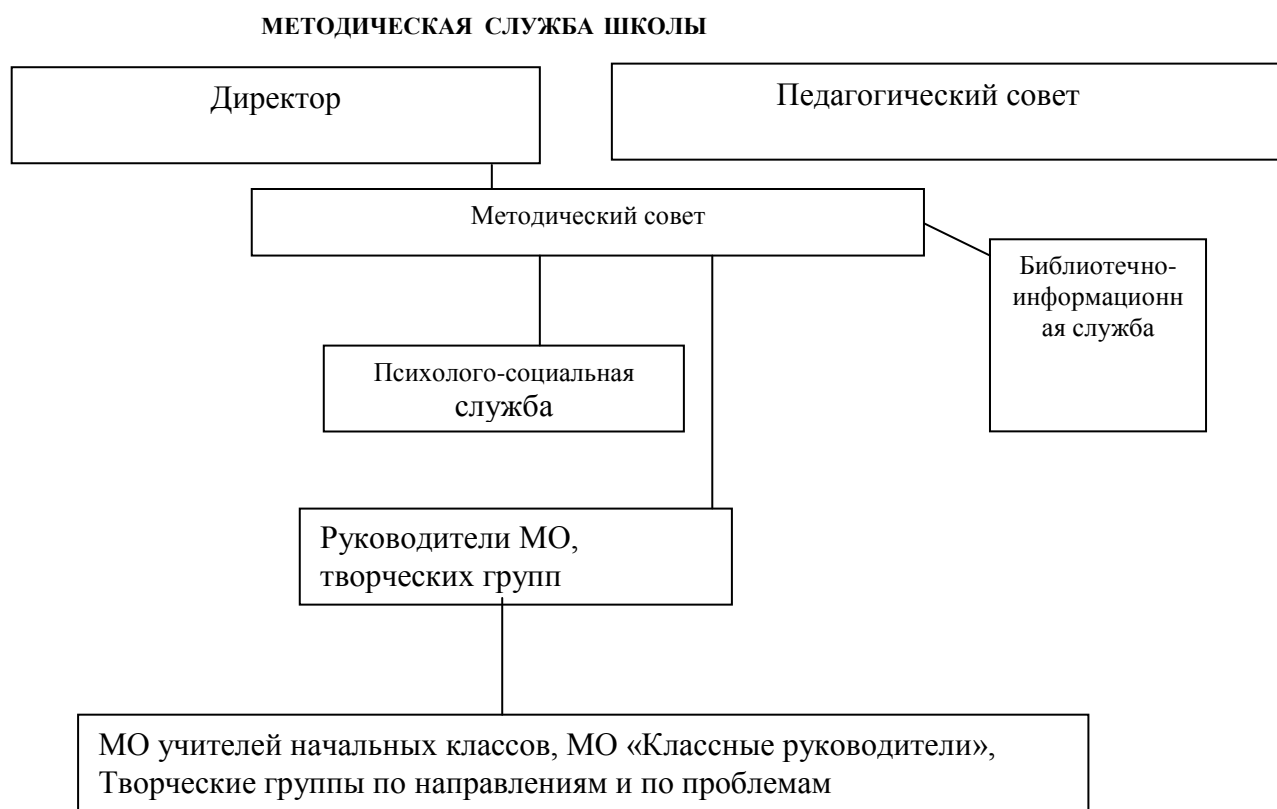 МЕТОДИЧЕСКАЯ СЛУЖБА ШКОЛЫ
Директор
Педагогический совет
Методический совет
Библиотечно-
информационн
ая служба
Психолого-социальная
служба
Руководители МО,
творческих групп
МО учителей начальных классов, МО «Классные руководители»,
Творческие группы по направлениям и по проблемам